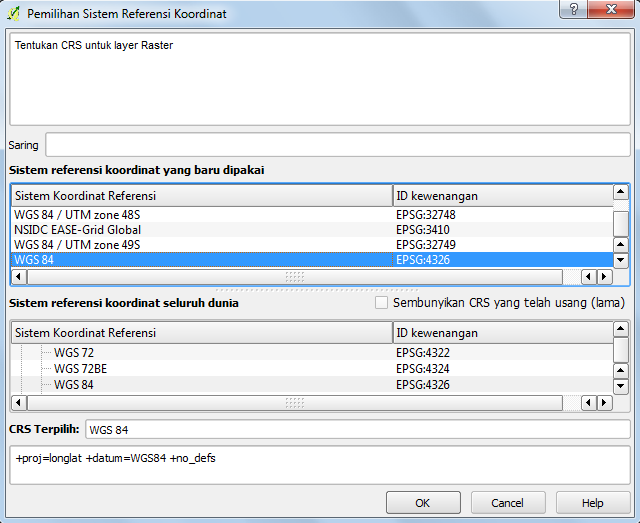 Pemilihan Sistem Referensi Koordinat
Tentukan CRS untuk layer Raster
Saring
Sistem referensi koordinat yang baru dipakai
Sistem Koordinat Referensi ID kewenangan
WGS 84 / UTM zone 48S EPSG:32748
NSIDC EASE-Grid Global EPSG:3410
WGS 84 / UTM zone 49S EPSG:32749
WGS 84 EPSG:4326
Sistem referensi koordinat seluruh dunia Sembunyikan CRS yang telah usang (lama)
Sistem Koordinat Referensi ID kewenangan
WGS 72 EPSG:4322
WGS 72BE EPSG:4324
WGS 84 EPSG:4326
CRS Terpilih: WGS 84
+proj=longlat +datum=WGS84 +no_defs
OK Cancel Help